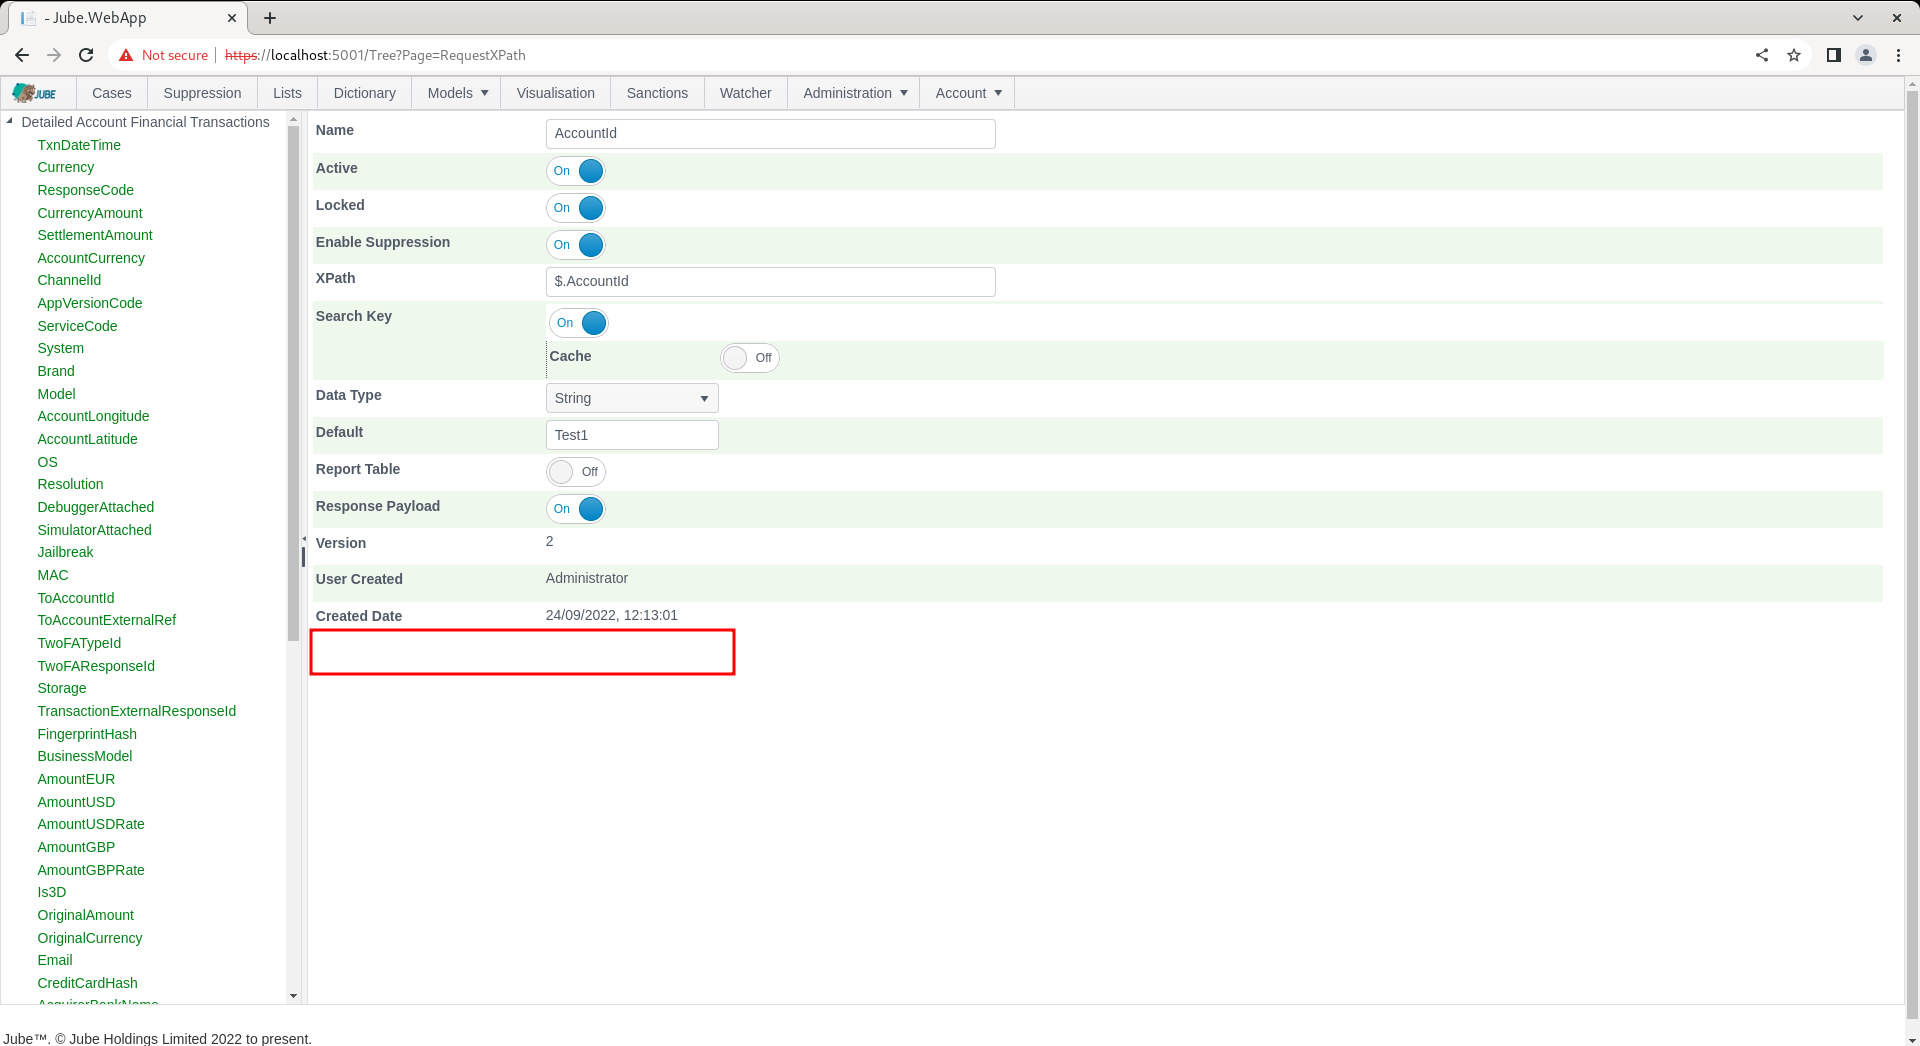 - Jube.WebApp
Not secure https://localhost:5001/Tree?Page=RequestXPath
JUBE Cases Suppression Lists Dictionary Models Visualisation Sanctions Watcher Administration Account
Detailed Account Financial Transactions
TxnDateTime
Currency
ResponseCode
CurrencyAmount
SettlementAmount
AccountCurrency
ChannelId
AppVersionCode
ServiceCode
System
Brand
Model
AccountLongitude
AccountLatitude
OS
Resolution
DebuggerAttached
SimulatorAttached
Jailbreak
MAC
ToAccountId
ToAccountExternalRef
TwoFATypeId
TwoFAResponseId
Storage
TransactionExternalResponseId
FingerprintHash
BusinessModel
AmountEUR
AmountUSD
AmountUSDRate
AmountGBP
AmountGBPRate
Is3D
OriginalAmount
OriginalCurrency
Email
CreditCardHash
AcquirerBankName
Name AccountId
Active On
Locked On
Enable Suppression On
XPath $.AccountId
Search Key On
Cache Off
Data Type String
Default Test1
Report Table Off
Response Payload On
Version 2
User Created Administrator
Created Date 24/09/2022, 12:13:01
Jube™. © Jube Holdings Limited 2022 to present.